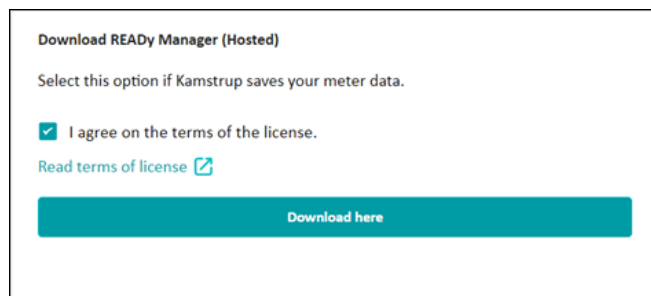 Download READy Manager (Hosted)
Select this option if Kamstrup saves your meter data.
I agree on the terms of the license.
Read terms of license
Download here